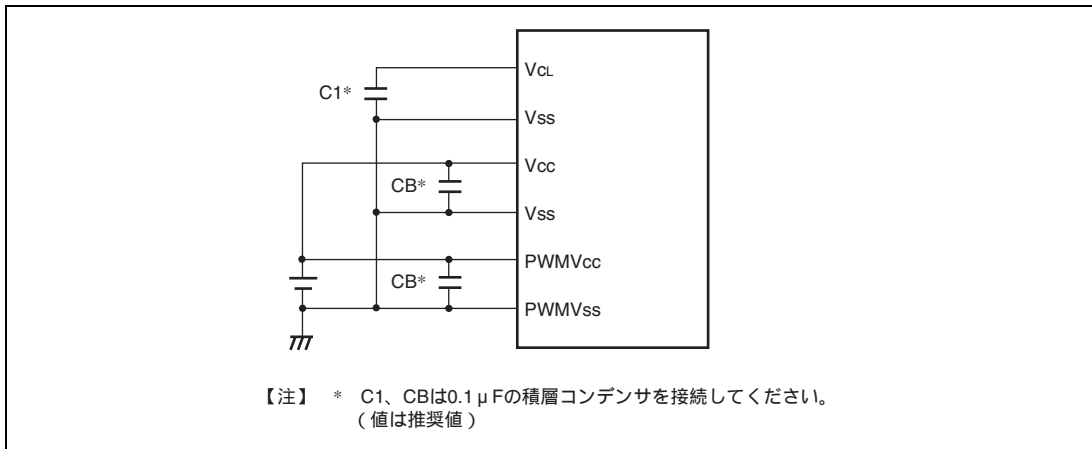 VCL
C1*
Vss
Vcc
CB*
Vss
PWMVcc
CB*
PWMVss
【注】 * C1、CBは0.1μFの積層コンデンサを接続してください。
(値は推奨値)